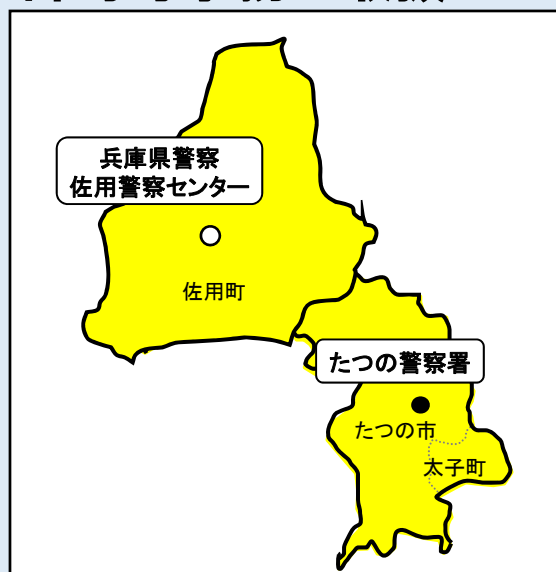 兵庫県警察
佐用警察センター
佐用町
たつの警察署
たつの市
太子町